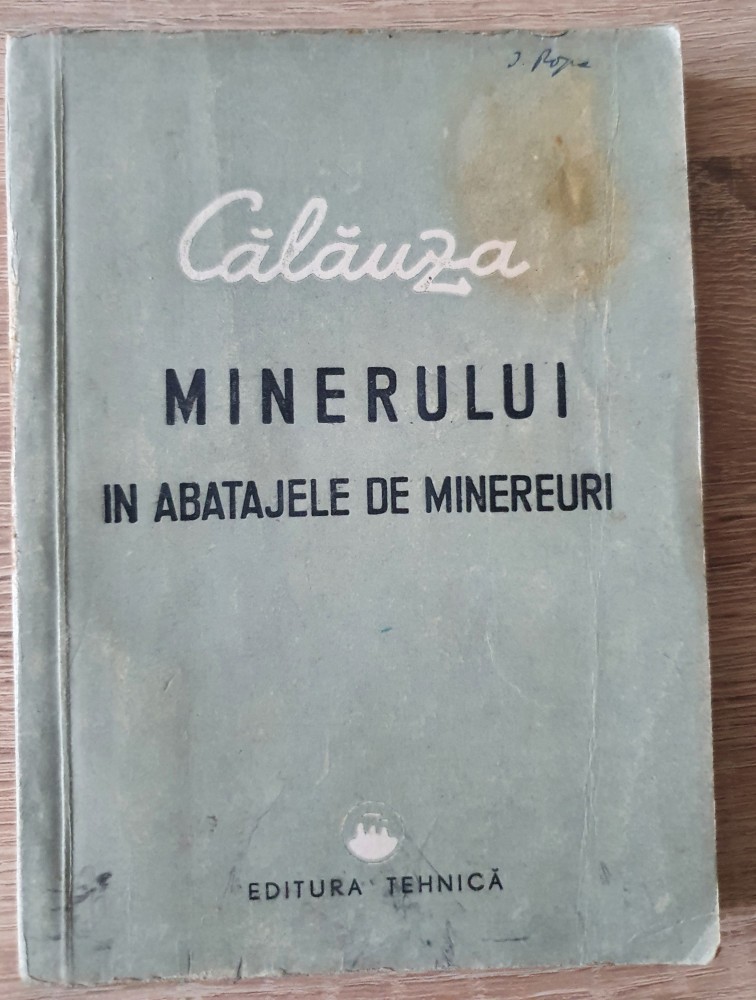 Călăuza
MINERULUI
IN ABATAJELE DE MINEREURI
EDITURA TEHNICĂ